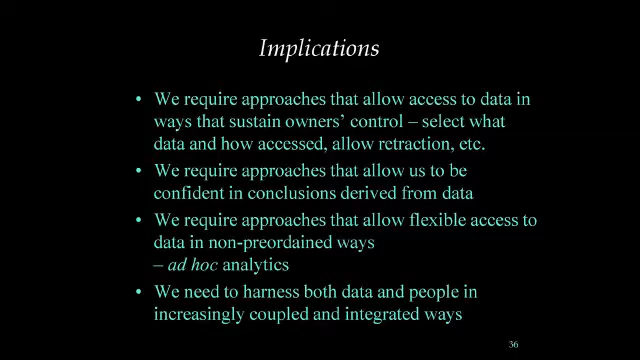 Implications
• We require approaches that allow access to data in
ways that sustain owners’ control – select what
data and how accessed, allow retraction, etc.
• We require approaches that allow us to be
confident in conclusions derived from data
• We require approaches that allow flexible access to
data in non-preordained ways
– ad hoc analytics
• We need to harness both data and people in
increasingly coupled and integrated ways
36